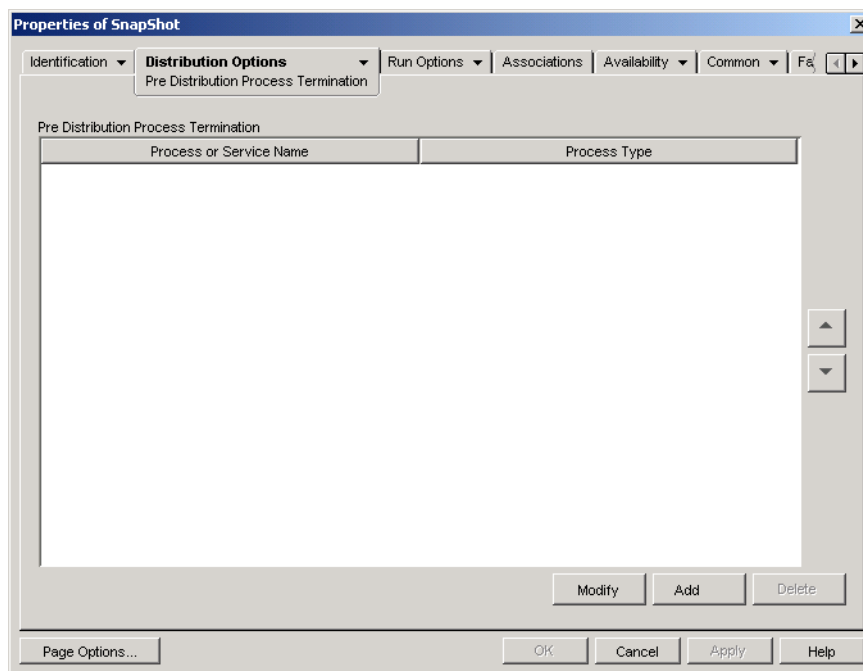 Properties of SnapShot
Identification Distribution Options Run Options Associations Availability Common
Pre Distribution Process Termination
Pre Distribution Process Termination
Process or Service Name Process Type
Modify Add Delete
Page Options... OK Cancel Apply Help